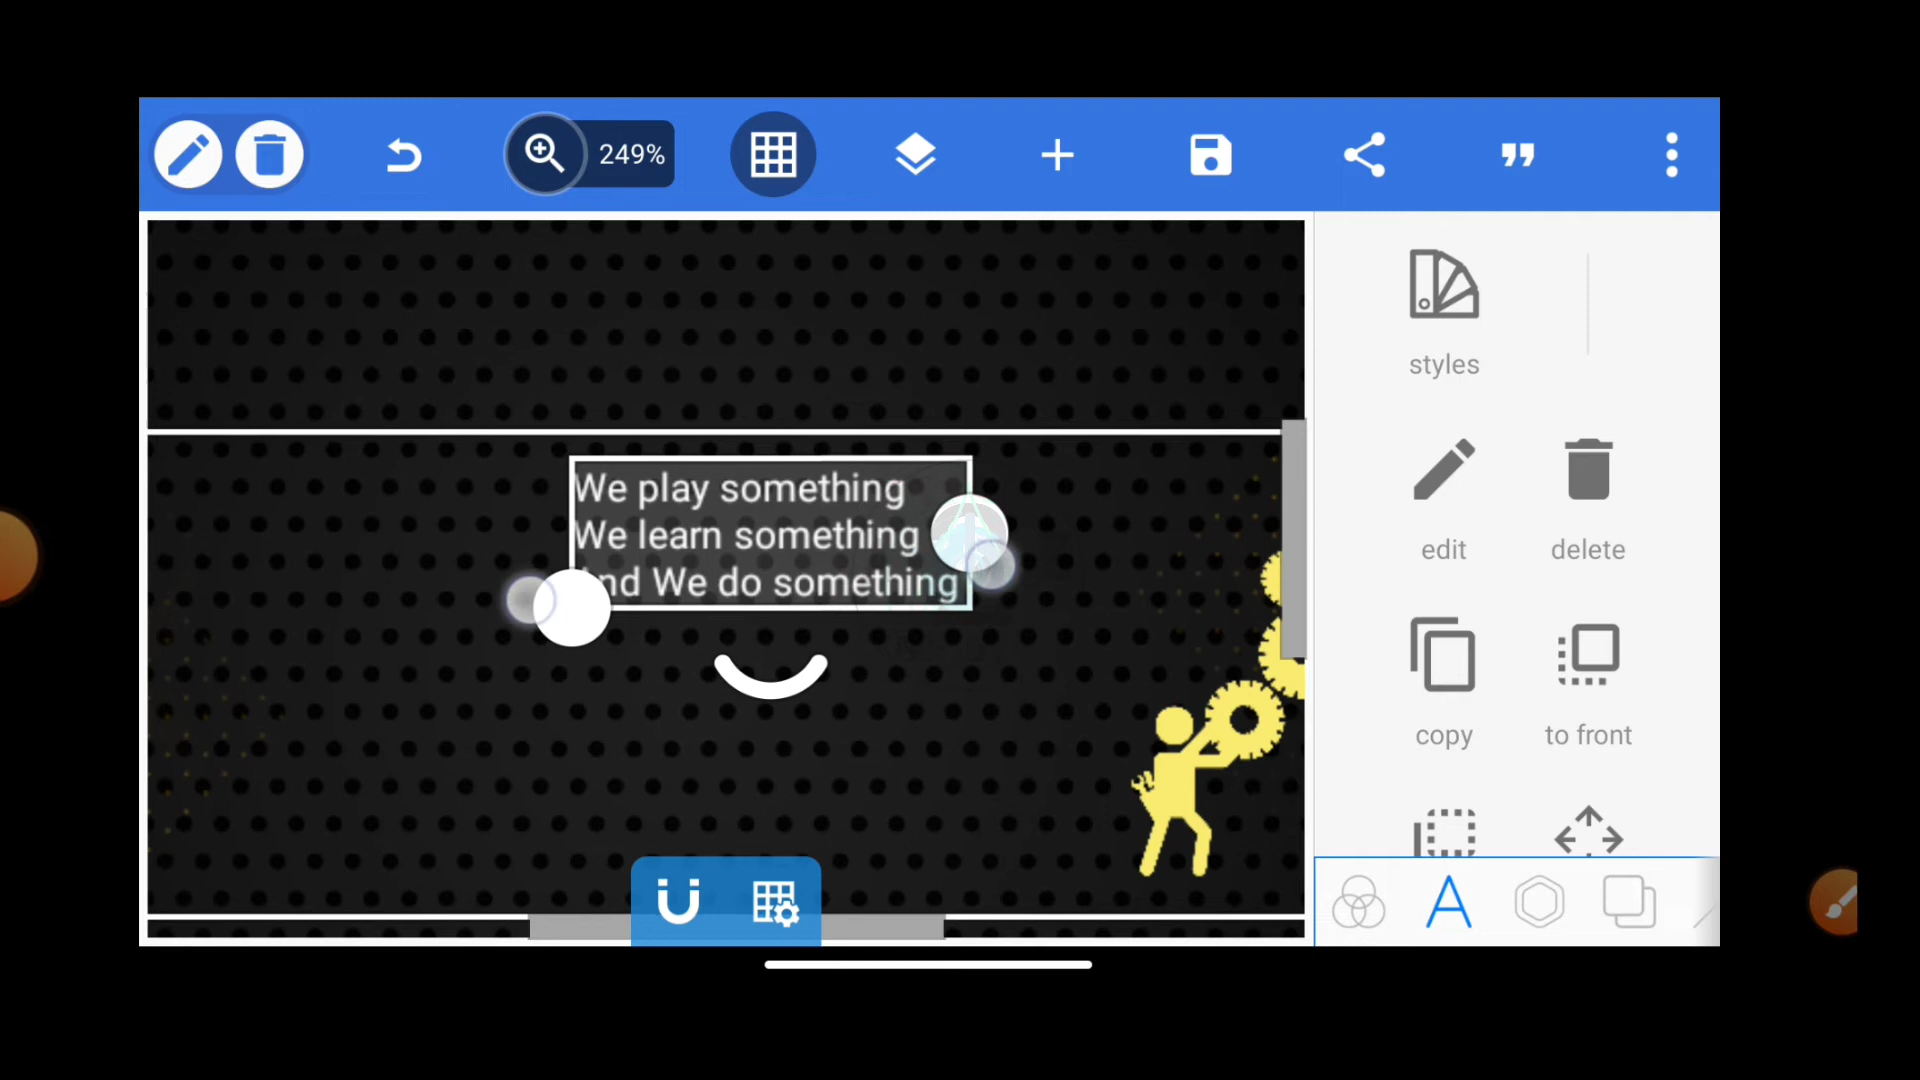 249%
styles
We play something
We learn something
nd We do something
edit
delete
copy
to front